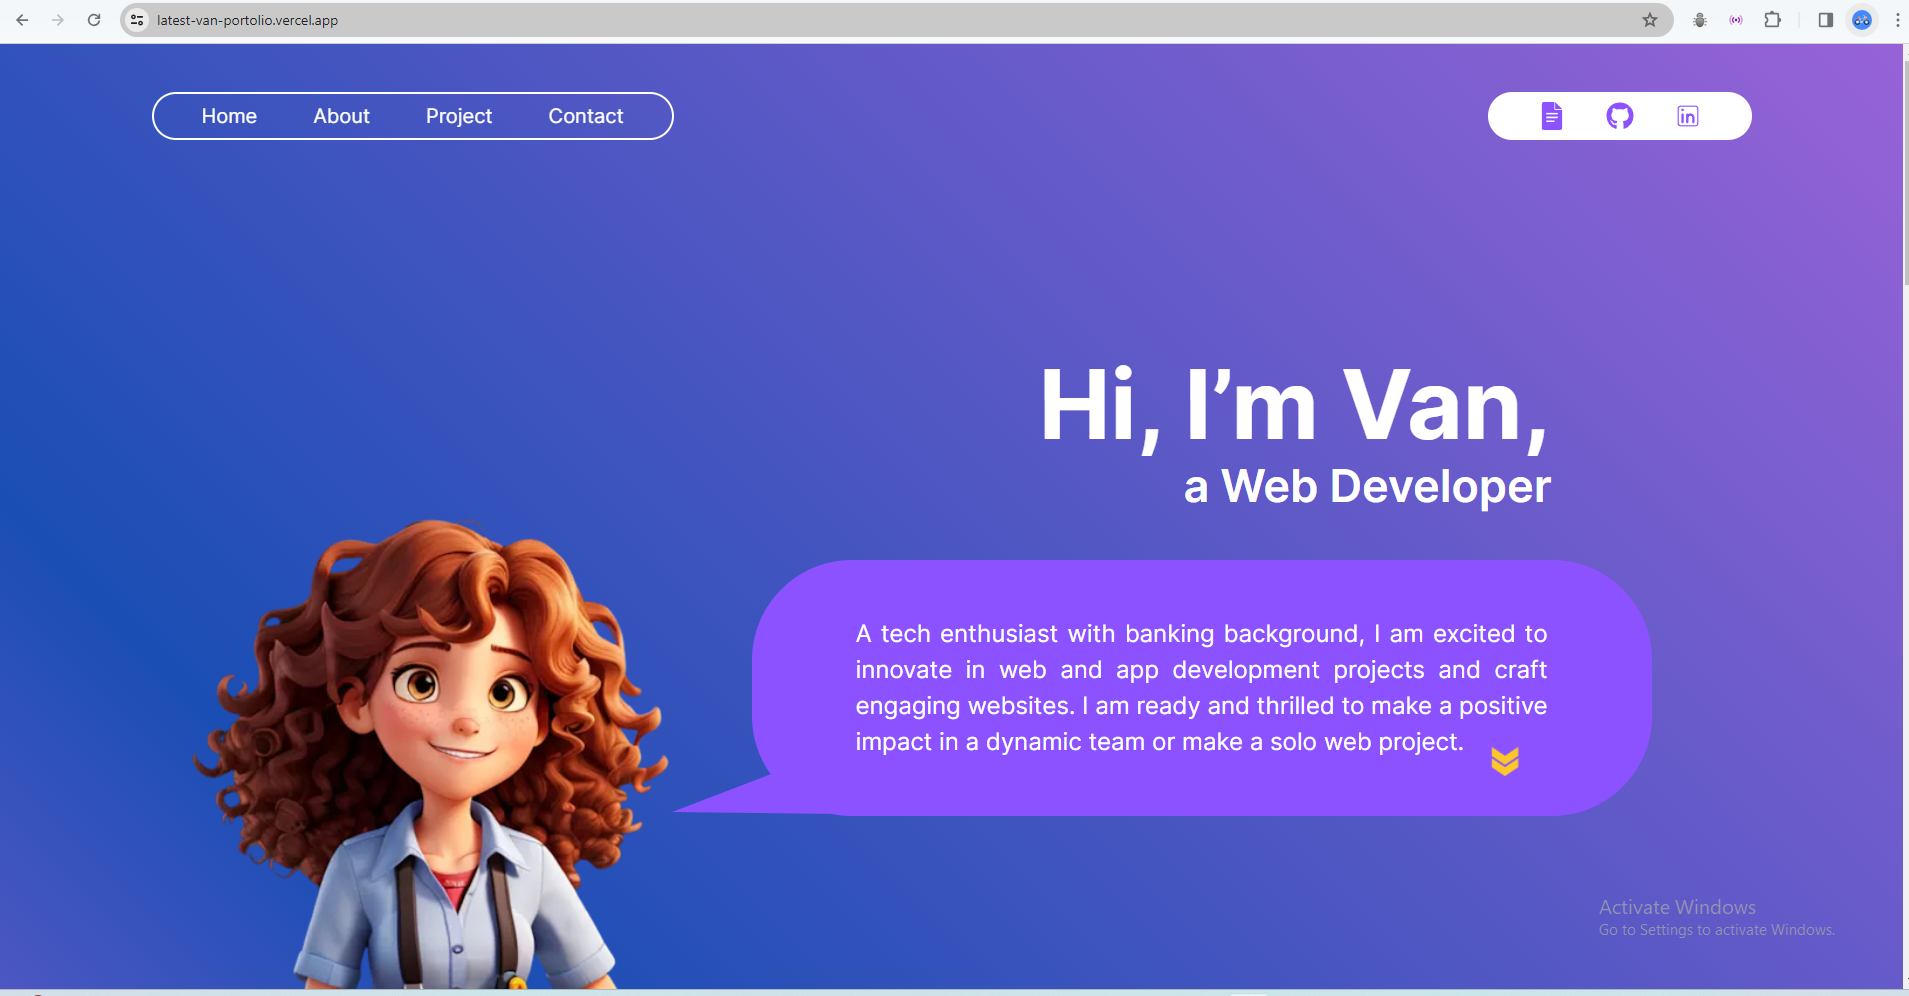 latest-van-portolio.vercel.app
Home About Project Contact
in
Hi, I’m Van,
a Web Developer
A tech enthusiast with banking background, I am excited to
innovate in web and app development projects and craft
engaging websites. I am ready and thrilled to make a positive
impact in a dynamic team or make a solo web project.
Activate Windows
Go to Settings to activate Windows.